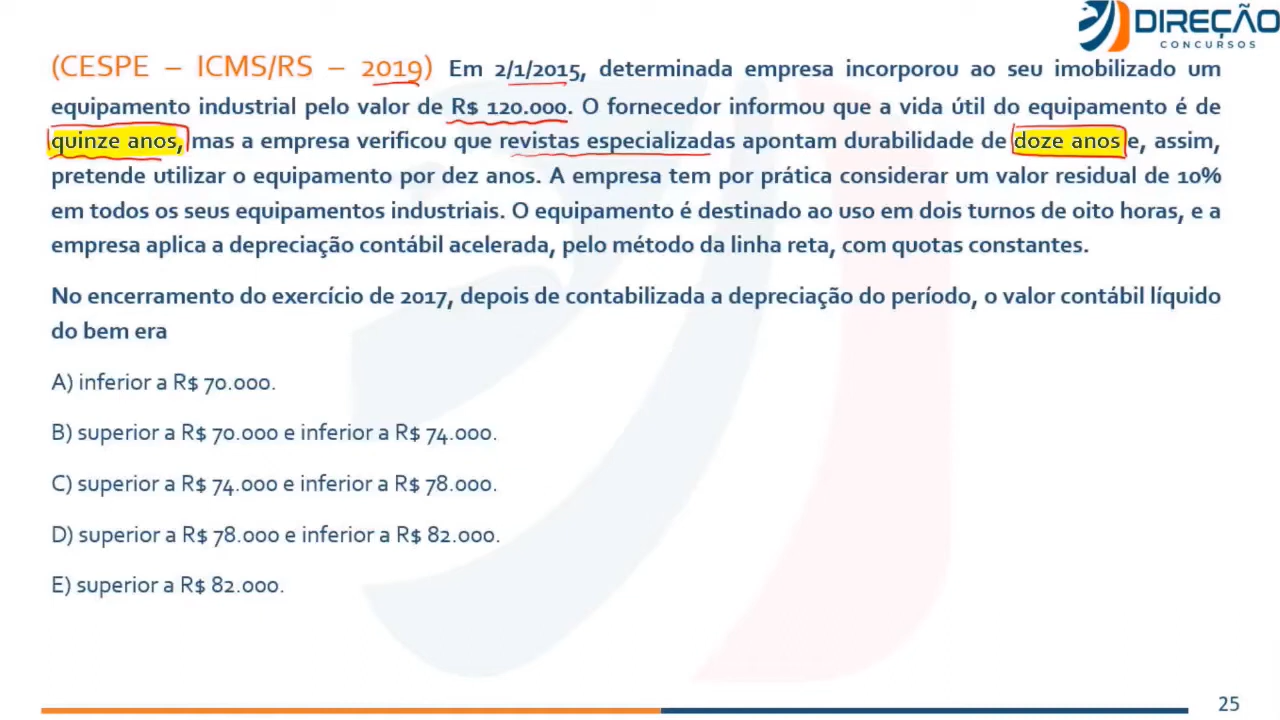 DIREÇÃO
CONCURSOS
(CESPE – ICMS/RS – 2019) Em 2/1/2015, determinada empresa incorporou ao seu imobilizado um
equipamento industrial pelo valor de R$ 120.000. O fornecedor informou que a vida útil do equipamento é de
quinze anos, mas a empresa verificou que revistas especializadas apontam durabilidade de doze anos e, assim,
pretende utilizar o equipamento por dez anos. A empresa tem por prática considerar um valor residual de 10%
em todos os seus equipamentos industriais. O equipamento é destinado ao uso em dois turnos de oito horas, e a
empresa aplica a depreciação contábil acelerada, pelo método da linha reta, com quotas constantes.
No encerramento do exercício de 2017, depois de contabilizada a depreciação do período, o valor contábil líquido
do bem era
A) inferior a R$ 70.000.
B) superior a R$ 70.000 e inferior a R$ 74.000.
C) superior a R$ 74.000 e inferior a R$ 78.000.
D) superior a R$ 78.000 e inferior a R$ 82.000.
E) superior a R$ 82.000.
25